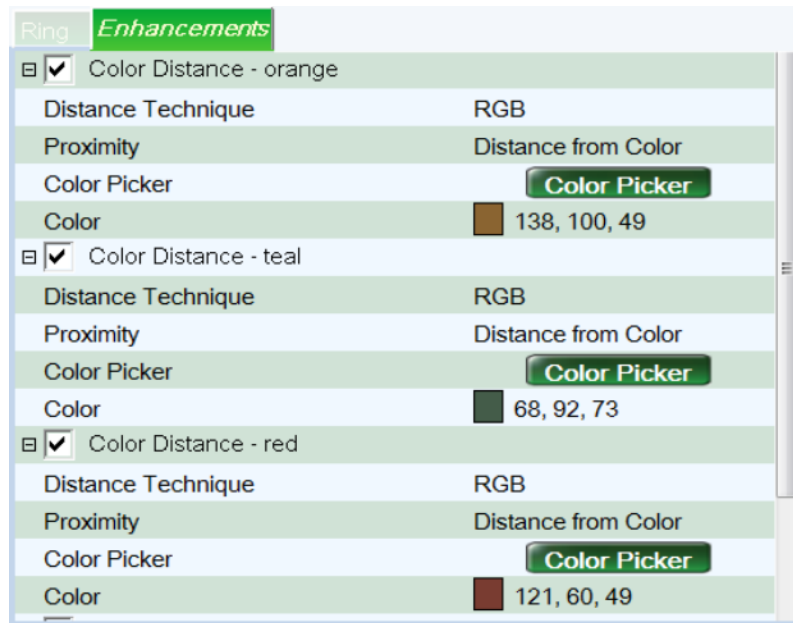 Ring Enhancements
Color Distance - orange
Distance Technique RGB
Proximity Distance from Color
Color Picker Color Picker
Color 138, 100, 49
Color Distance - teal
Distance Technique RGB
Proximity Distance from Color
Color Picker Color Picker
Color 68, 92, 73
Color Distance - red
Distance Technique RGB
Proximity Distance from Color
Color Picker Color Picker
Color 121, 60, 49